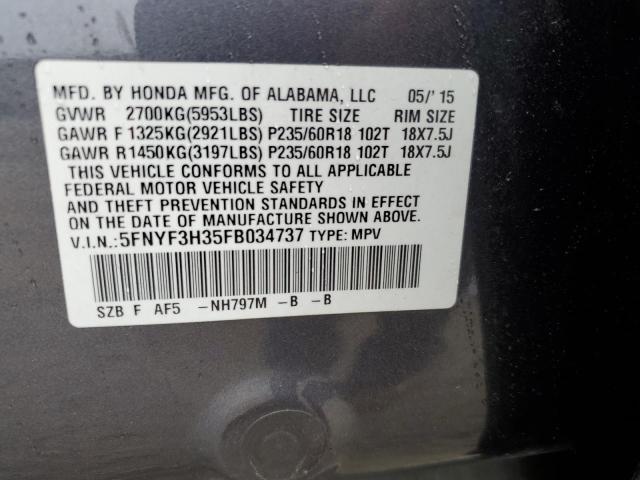 MFD. BY HONDA MFG. OF ALABAMA, LLC 05/'15
GVWR 2700KG(5953LBS) TIRE SIZE RIM SIZE
GAWR F 1325KG(2921LBS) P235/60R18 102T 18X7.5J
GAWR R1450KG(3197LBS) P235/60R18 102T 18X7.5J
THIS VEHICLE CONFORMS TO ALL APPLICABLE
FEDERAL MOTOR VEHICLE SAFETY
AND THEFT PREVENTION STANDARDS IN EFFECT
ON THE DATE OF MANUFACTURE SHOWN ABOVE.
V.I.N.:5FNYF3H35FB034737 TYPE: MPV
SZB F AF5 -NH797M -B -B